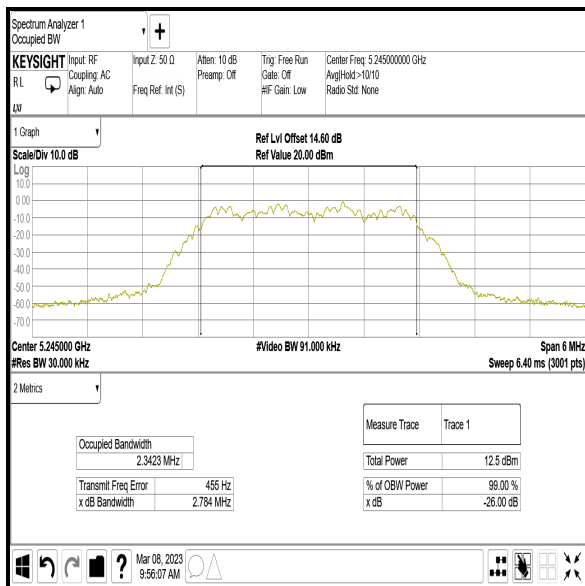 Spectrum Analyzer 1
Occupied BW
+
KEYSIGHT
RL
LXI
Input: RF
Coupling: AC
Align: Auto
Input Z: 50 Ω
Freq Ref: Int (S)
Atten: 10 dB
Preamp: Off
Trig: Free Run
Gate: Off
#IF Gain: Low
Center Freq: 5.245000000 GHz
Avg|Hold:>10/10
Radio Std: None
1 Graph
Scale/Div 10.0 dB
Ref Lvl Offset 14.60 dB
Ref Value 20.00 dBm
Log
10.0
0.00
-10.0
-20.0
-30.0
-40.0
-50.0
-60.0
-70.0
Center 5.245000 GHz
#Res BW 30.000 kHz
#Video BW 91.000 kHz
Span 6 MHz
Sweep 6.40 ms (3001 pts)
2 Metrics
Occupied Bandwidth
2.3423 MHz
Transmit Freq Error 455 Hz
x dB Bandwidth 2.784 MHz
Measure Trace Trace 1
Total Power 12.5 dBm
% of OBW Power 99.00 %
x dB -26.00 dB
?
Mar 08, 2023
9:56:07 AM